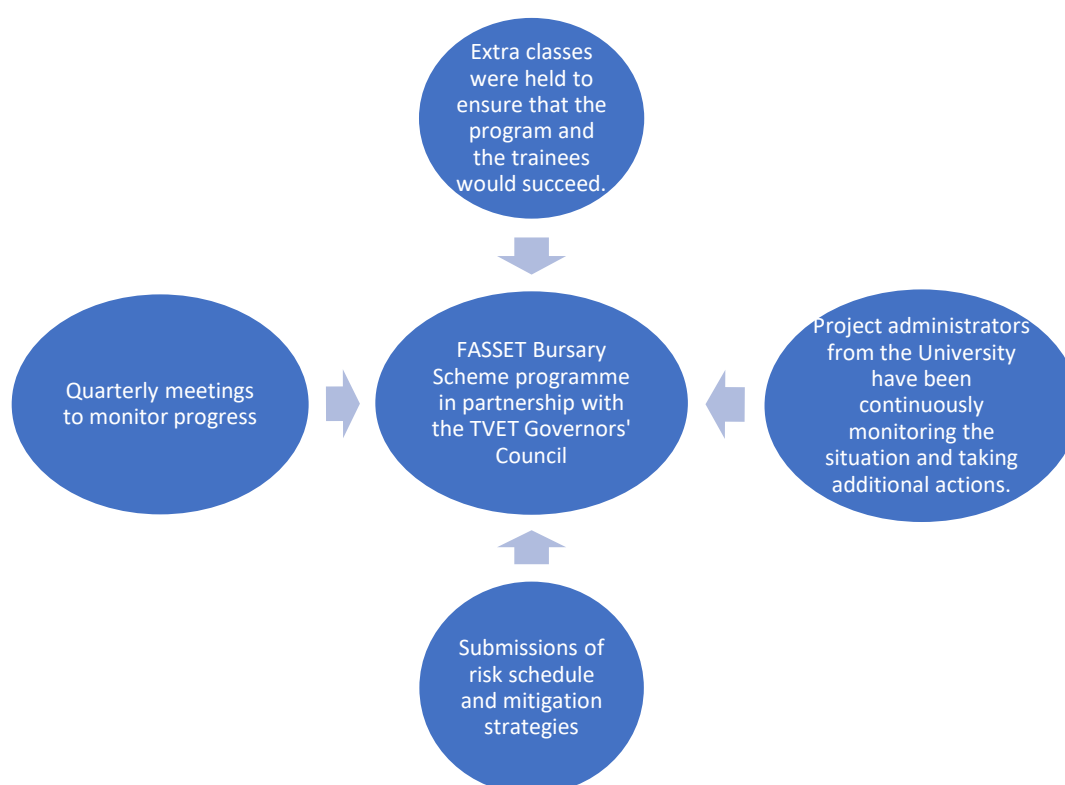 Extra classes
were held to
ensure that the
program and
the trainees
would succeed.
Quarterly meetings
to monitor progress
FASSET Bursary
Scheme programme
in partnership with
the TVET Governors'
Council
Project administrators
from the University
have been
continuously
monitoring the
situation and taking
additional actions.
Submissions of
risk schedule
and mitigation
strategies